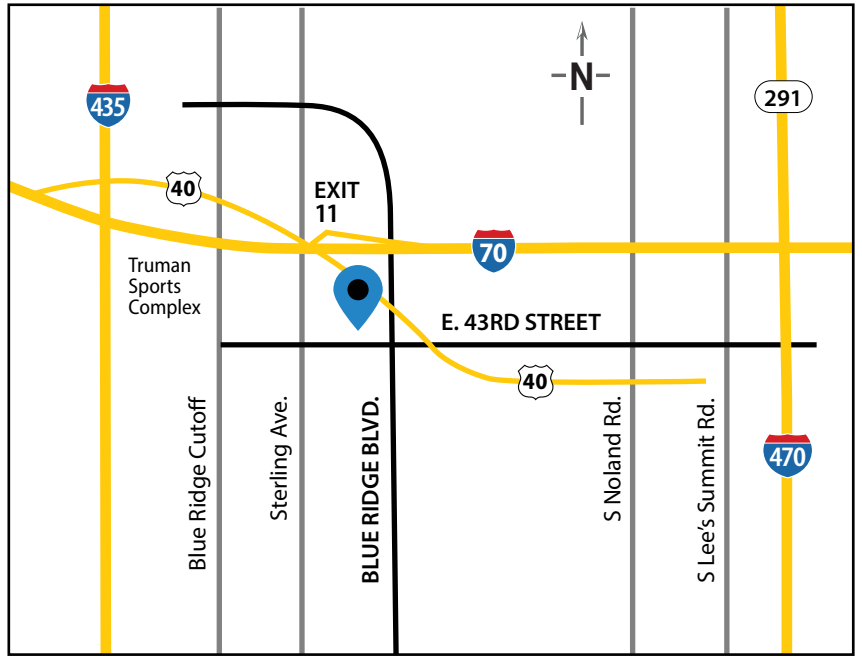 N
435
291
40
EXIT
11
70
Truman
Sports
Complex
E. 43RD STREET
40
Blue Ridge Cutoff
Sterling Ave.
BLUE RIDGE BLVD.
S Noland Rd.
S Lee's Summit Rd.
470